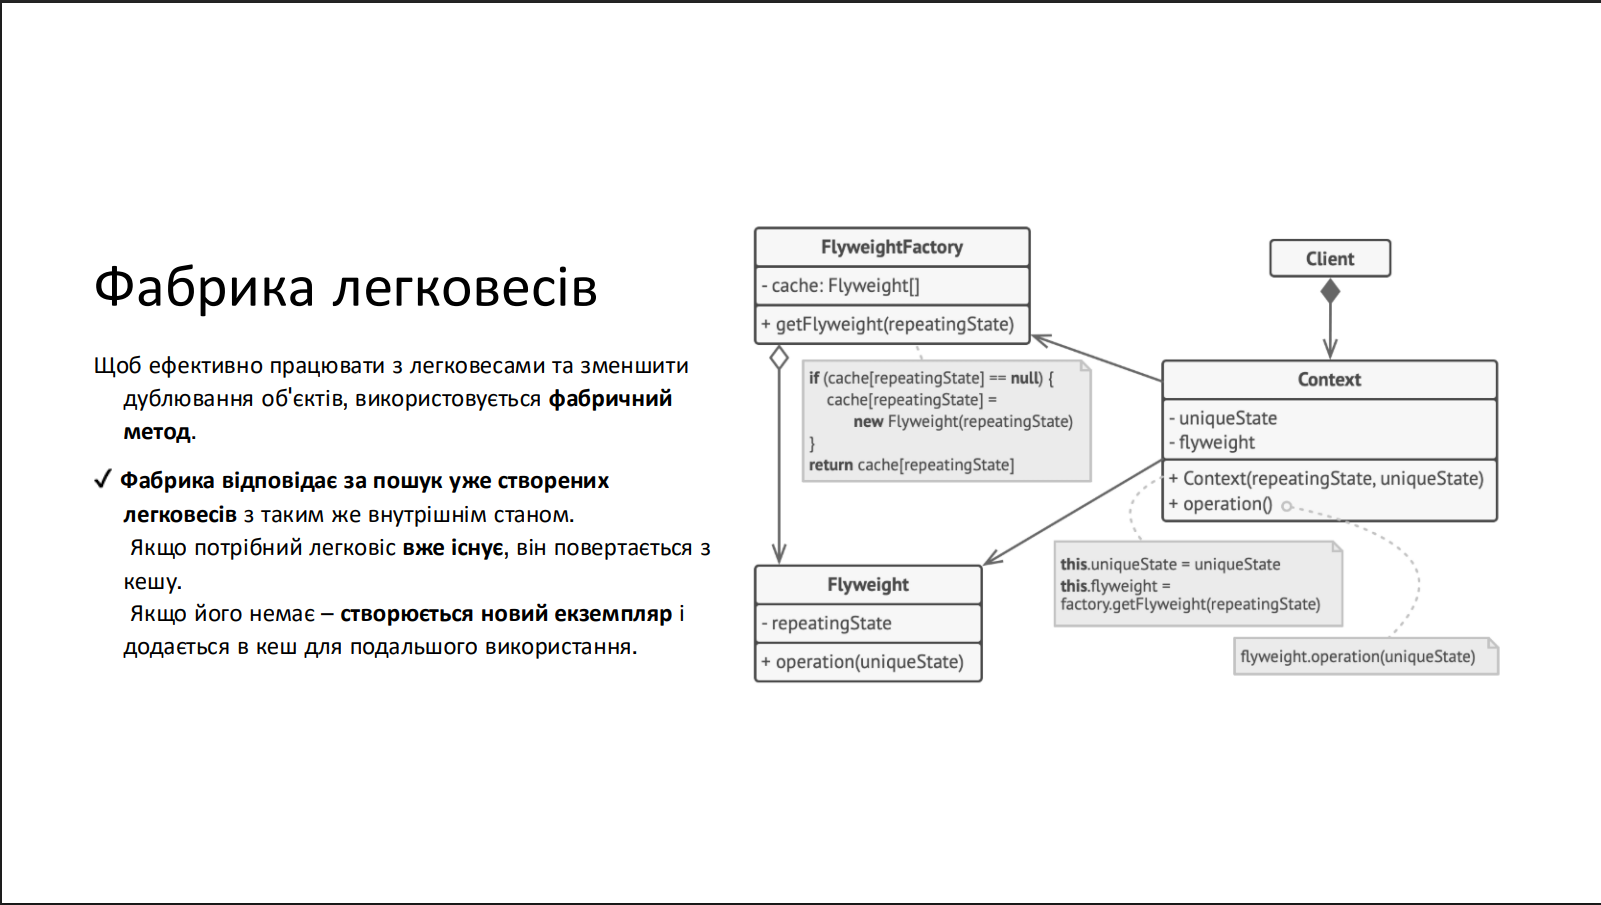 Фабрика легковесів
Щоб ефективно працювати з легковесами та зменшити
дублювання об'єктів, використовується фабричний
метод.
✓ Фабрика відповідає за пошук уже створених
легковесів з таким же внутрішнім станом.
Якщо потрібний легковіс вже існує, він повертається з
кешу.
Якщо його немає – створюється новий екземпляр і
додається в кеш для подальшого використання.
FlyweightFactory
- cache: Flyweight[]
+ getFlyweight(repeatingState)
if (cache[repeatingState] == null) {
cache[repeatingState] =
new Flyweight(repeatingState)
}
return cache[repeatingState]
Client
Context
- uniqueState
- flyweight
+ Context(repeatingState, uniqueState)
+ operation()
this.uniqueState = uniqueState
this.flyweight =
factory.getFlyweight(repeatingState)
flyweight.operation(uniqueState)
Flyweight
- repeatingState
+ operation(uniqueState)